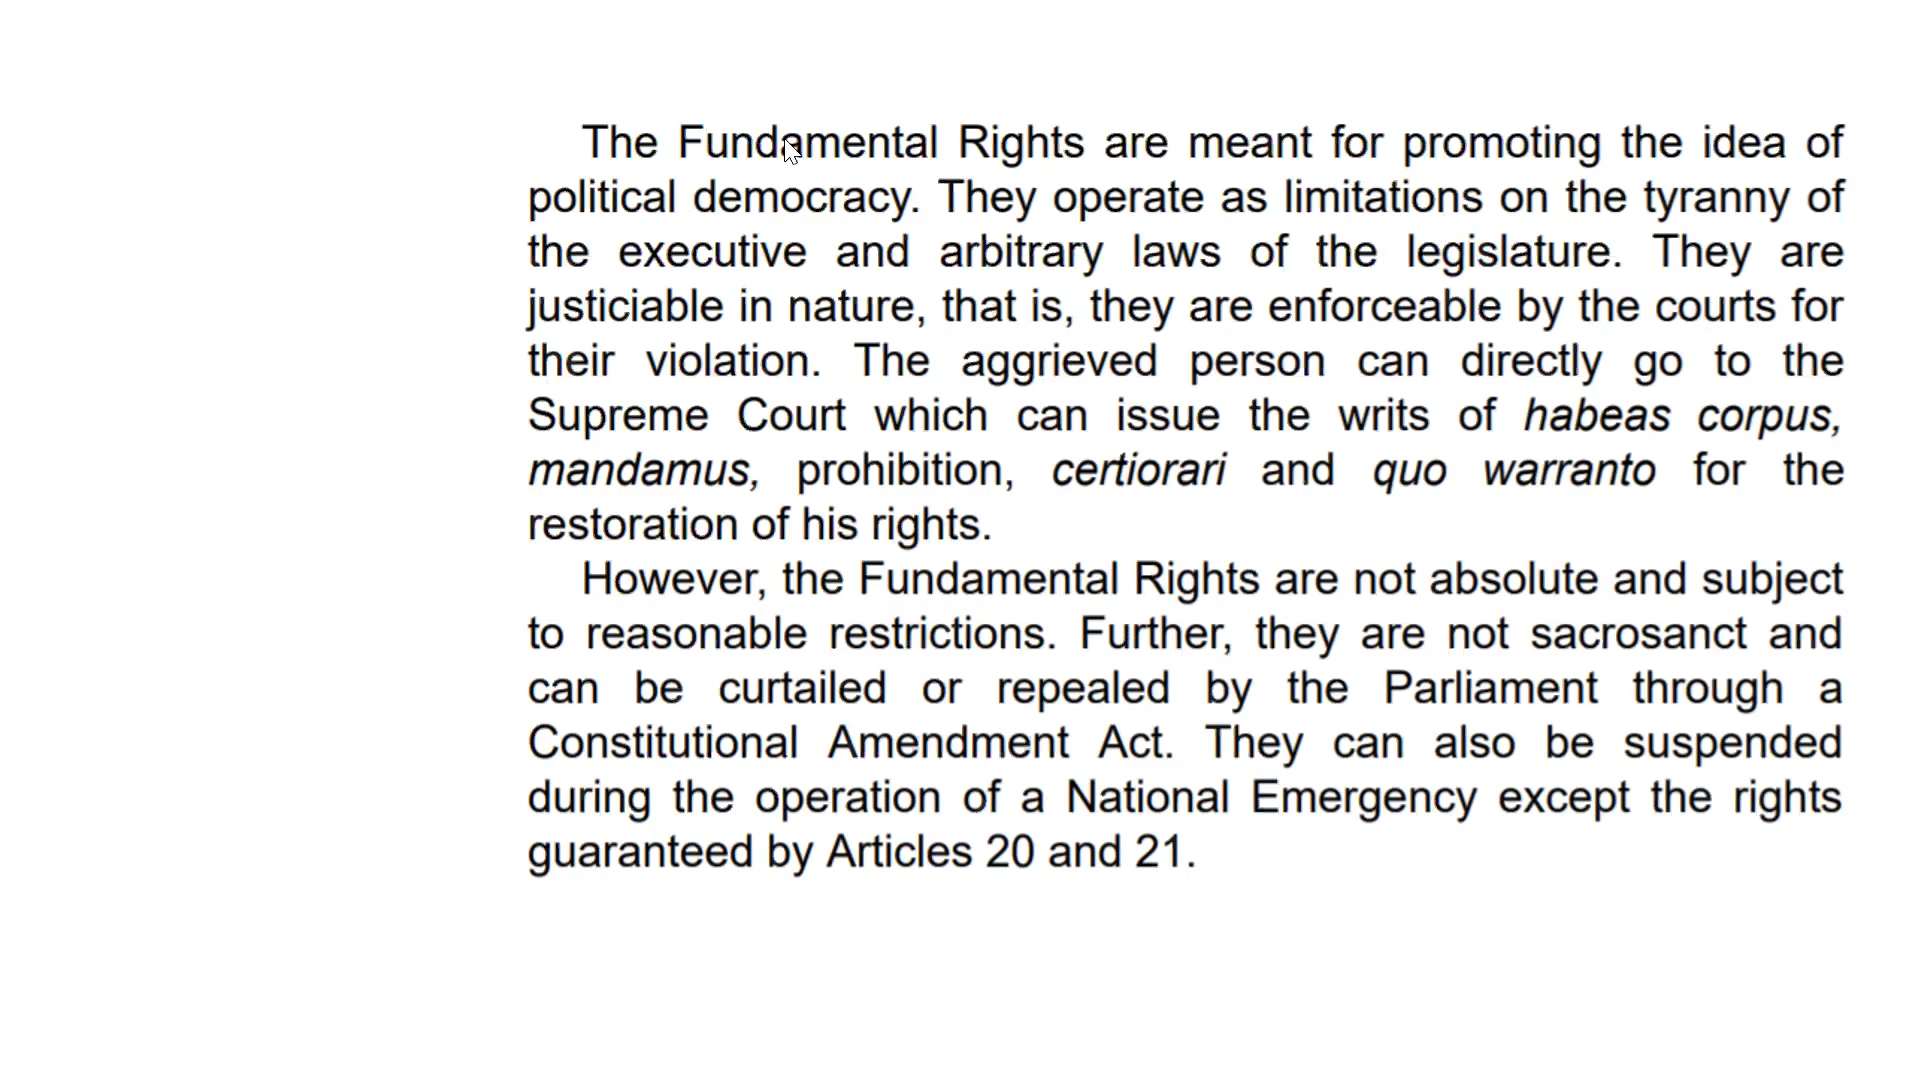 The Fundamental Rights are meant for promoting the idea of
political democracy. They operate as limitations on the tyranny of
the executive and arbitrary laws of the legislature. They are
justiciable in nature, that is, they are enforceable by the courts for
their violation. The aggrieved person can directly go to the
Supreme Court which can issue the writs of habeas corpus,
mandamus, prohibition, certiorari and quo warranto for the
restoration of his rights.
However, the Fundamental Rights are not absolute and subject
to reasonable restrictions. Further, they are not sacrosanct and
can be curtailed or repealed by the Parliament through a
Constitutional Amendment Act. They can also be suspended
during the operation of a National Emergency except the rights
guaranteed by Articles 20 and 21.